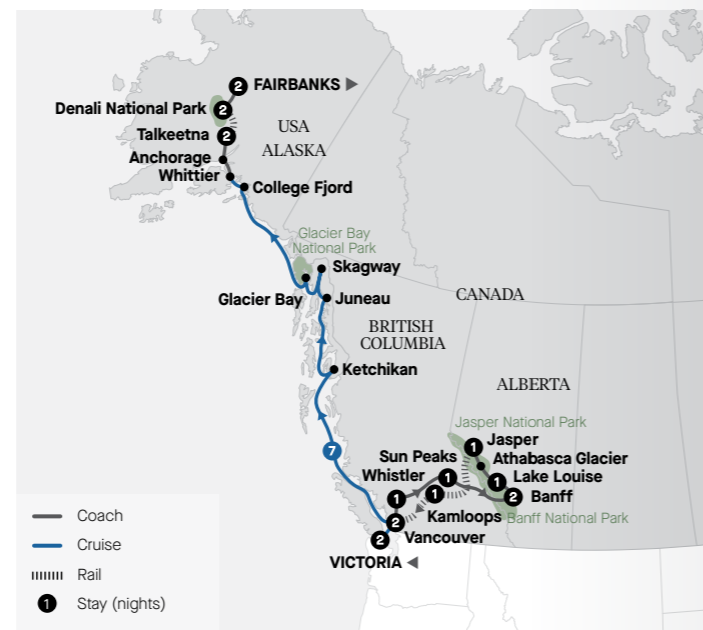 2 FAIRBANKS
Denali National Park 2
Talkeetna 2
USA
ALASKA
Anchorage
Whittier
College Fjord
Glacier Bay
National Park
Skagway
Glacier Bay
Juneau
CANADA
BRITISH
COLUMBIA
Ketchikan
ALBERTA
Jasper National Park
1 Jasper
7
Sun Peaks
Athabasca Glacier
Whistler
1
1 Lake Louise
1
1
2 Banff
Kamloops
Banff National Park
2
Vancouver
2
VICTORIA
Coach
Cruise
Rail
1 Stay (nights)